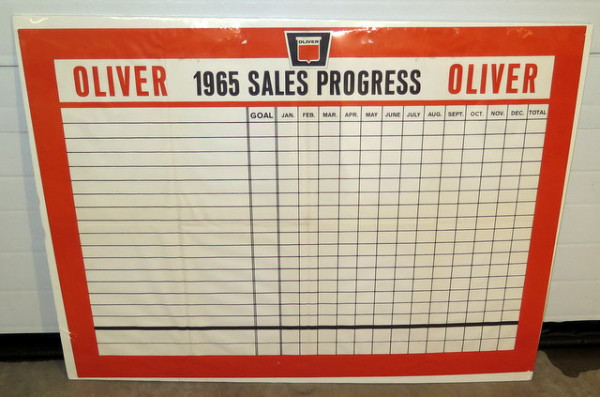 OLIVER
OLIVER 1965 SALES PROGRESS OLIVER
GOAL JAN. FEB. MAR. APR. MAY JUNE JULY AUG. SEPT. OCT. NOV. DEC. TOTAL